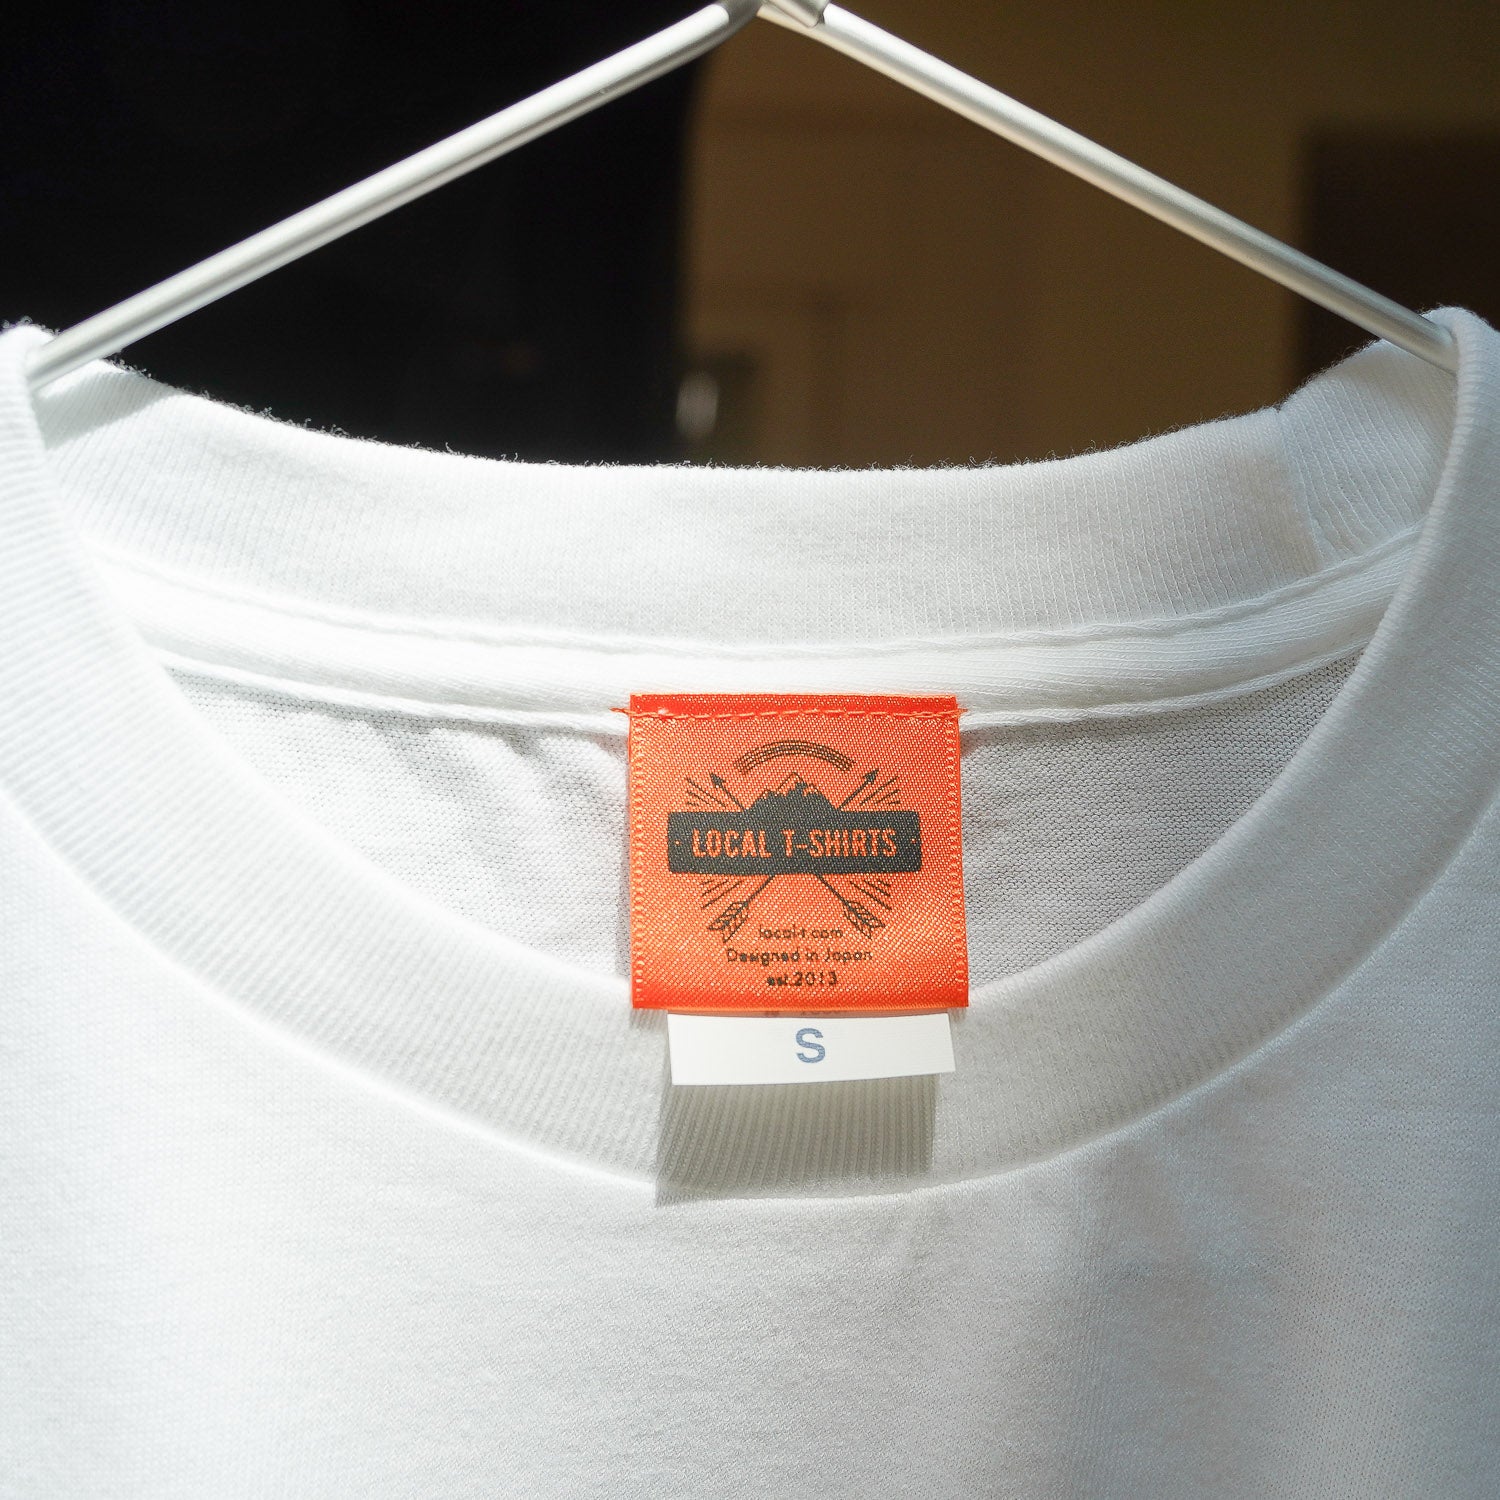 · LOCAL T-SHIRTS ·
local-t.com
Designed in Japan
est.2013
S